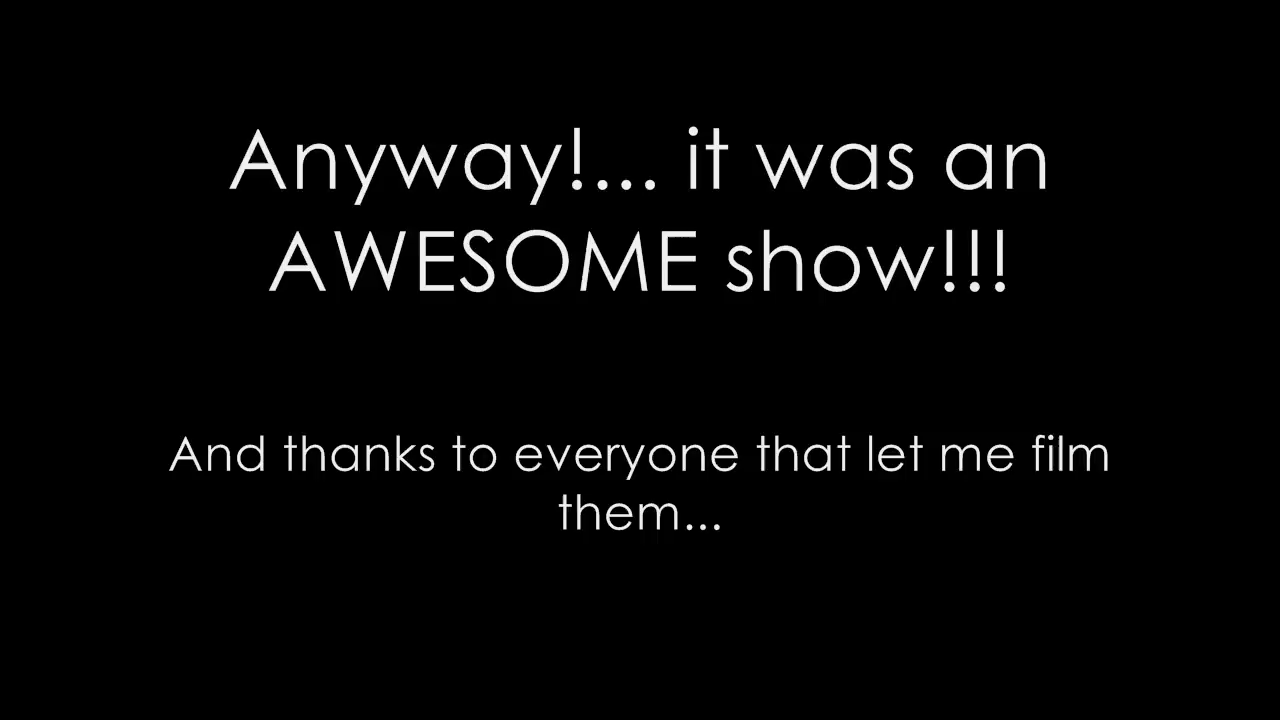 Anyway!... it was an
AWESOME show!!!
And thanks to everyone that let me film
them...